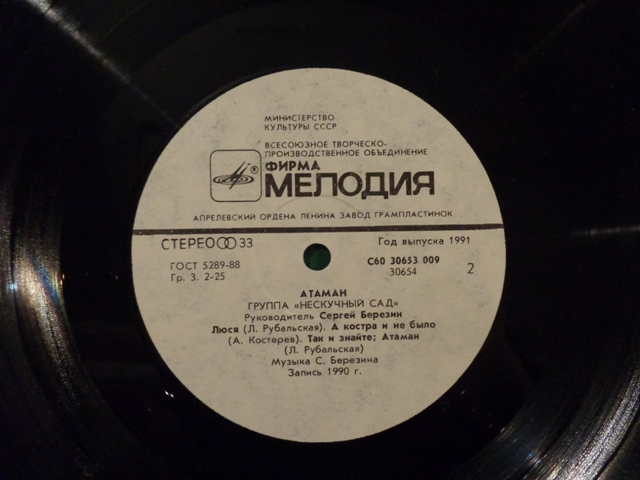 МИНИСТЕРСТВО
КУЛЬТУРЫ СССР
ВСЕСОЮЗНОЕ ТВОРЧЕСКО-
ПРОИЗВОДСТВЕННОЕ ОБЪЕДИНЕНИЕ
® ФИРМА
МЕЛОДИЯ
АПРЕЛЕВСКИЙ ОРДЕНА ЛЕНИНА ЗАВОД ГРАМПЛАСТИНОК
СТЕРЕО 33
Год выпуска 1991
ГОСТ 5289-88
Гр. 3. 2-25
С60 30653 009
30654
2
АТАМАН
ГРУППА «НЕСКУЧНЫЙ САД»
Руководитель Сергей Березин
Люся (Л. Рубальская). А костра и не было
(А. Костерев). Так и знайте; Атаман
(Л. Рубальская)
Музыка С. Березина
Запись 1990 г.